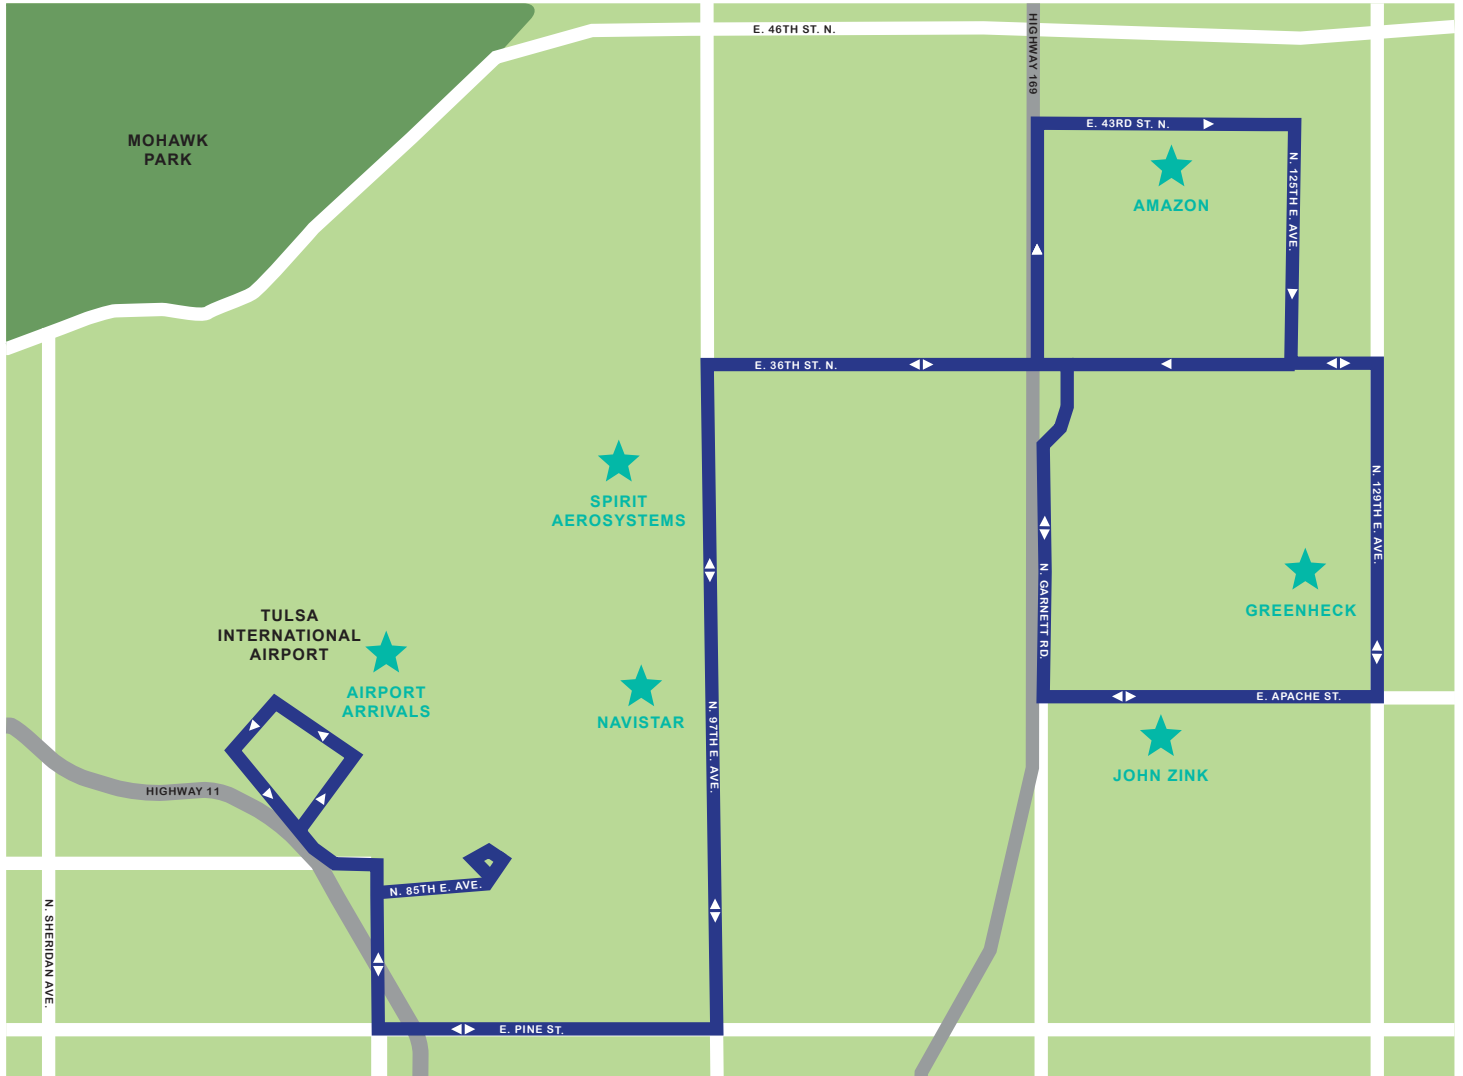 E. 46TH ST. N.
HIGHWAY 169
MOHAWK
PARK
E. 43RD ST. N.
N. 125TH E. AVE.
AMAZON
E. 36TH ST. N.
SPIRIT
AEROSYSTEMS
N. 129TH E. AVE.
N. GARNETT RD.
GREENHECK
TULSA
INTERNATIONAL
AIRPORT
AIRPORT
ARRIVALS
NAVISTAR
N. 97TH E. AVE.
E. APACHE ST.
JOHN ZINK
HIGHWAY 11
N. 85TH E. AVE.
N. SHERIDAN AVE.
E. PINE ST.